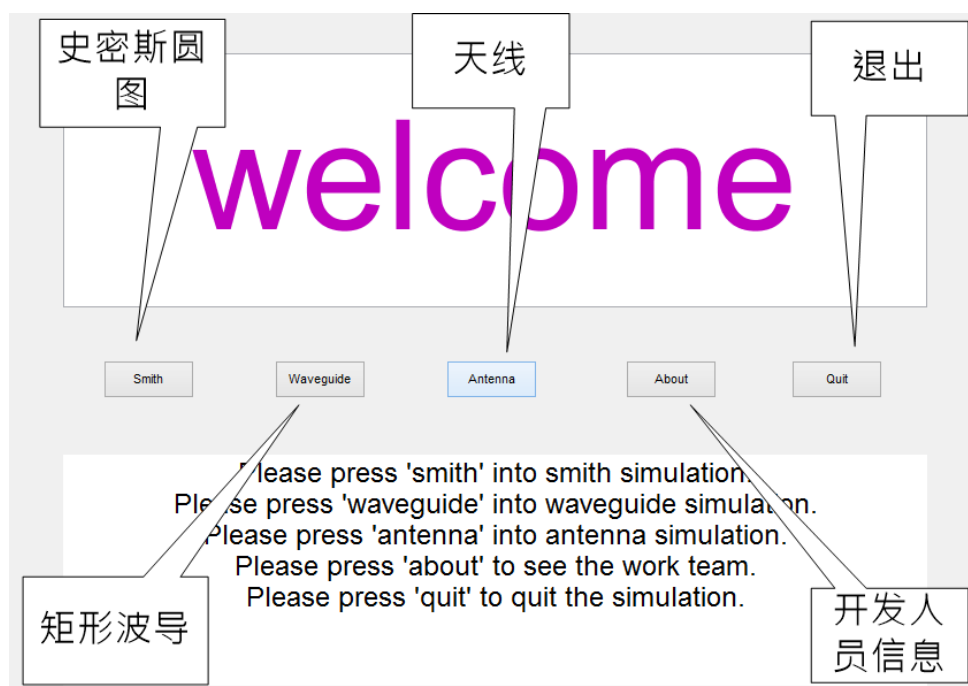 史密斯圆
图
天线
退出
welcome
Smith
Waveguide
Antenna
About
Quit
Please press 'smith' into smith simulation.
Please press 'waveguide' into waveguide simulation.
Please press 'antenna' into antenna simulation.
Please press 'about' to see the work team.
Please press 'quit' to quit the simulation.
矩形波导
开发人
员信息